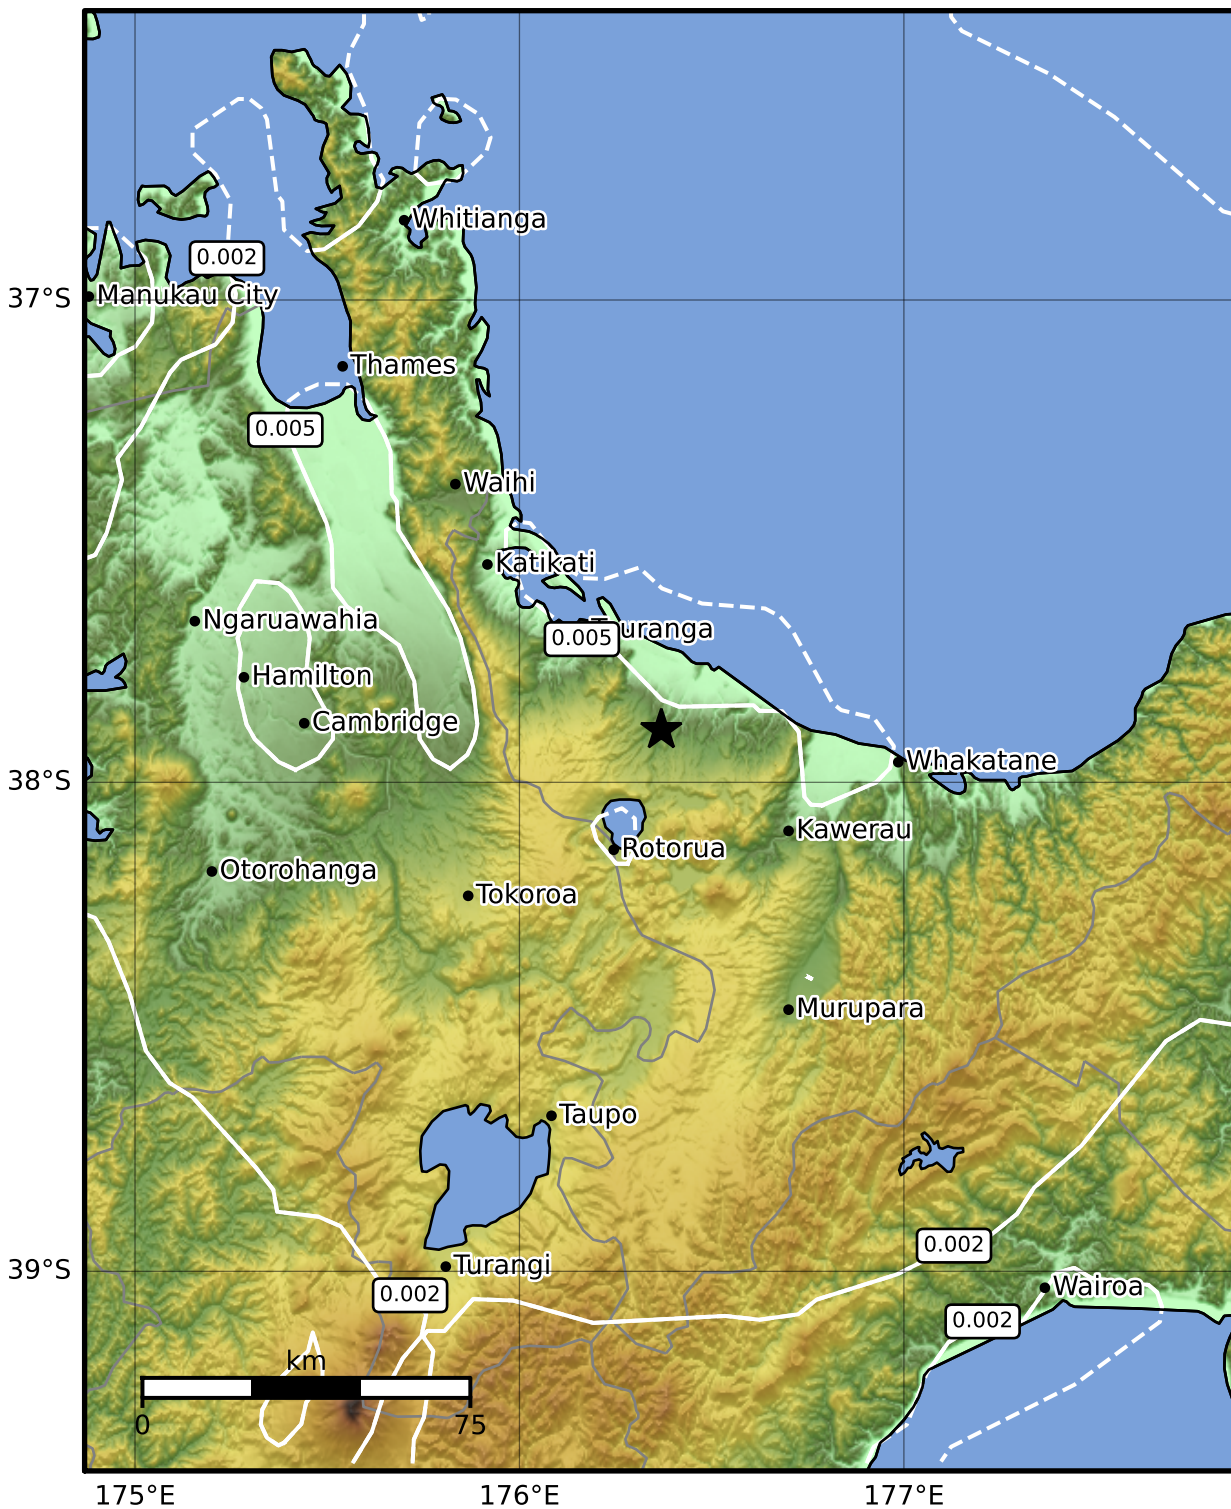 Whitianga
0.002
Manukau City
37°S
Thames
0.005
Waihi
Katikati
Ngaruawahia
Tauranga
0.005
Hamilton
Cambridge
Whakatane
38°S
Kawerau
Rotorua
Otorohanga
Tokoroa
Murupara
Taupo
0.002
Turangi
39°S
0.002
Wairoa
0.002
km
0 75
175°E 176°E 177°E